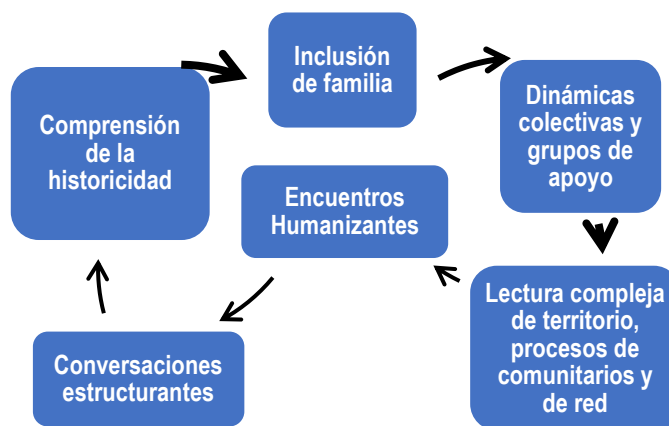 Inclusión
de familia
Comprensión
de la
historicidad
Dinámicas
colectivas y
grupos de
apoyo
Encuentros
Humanizantes
Lectura compleja
de territorio,
procesos de
comunitarios y
de red
Conversaciones
estructurantes